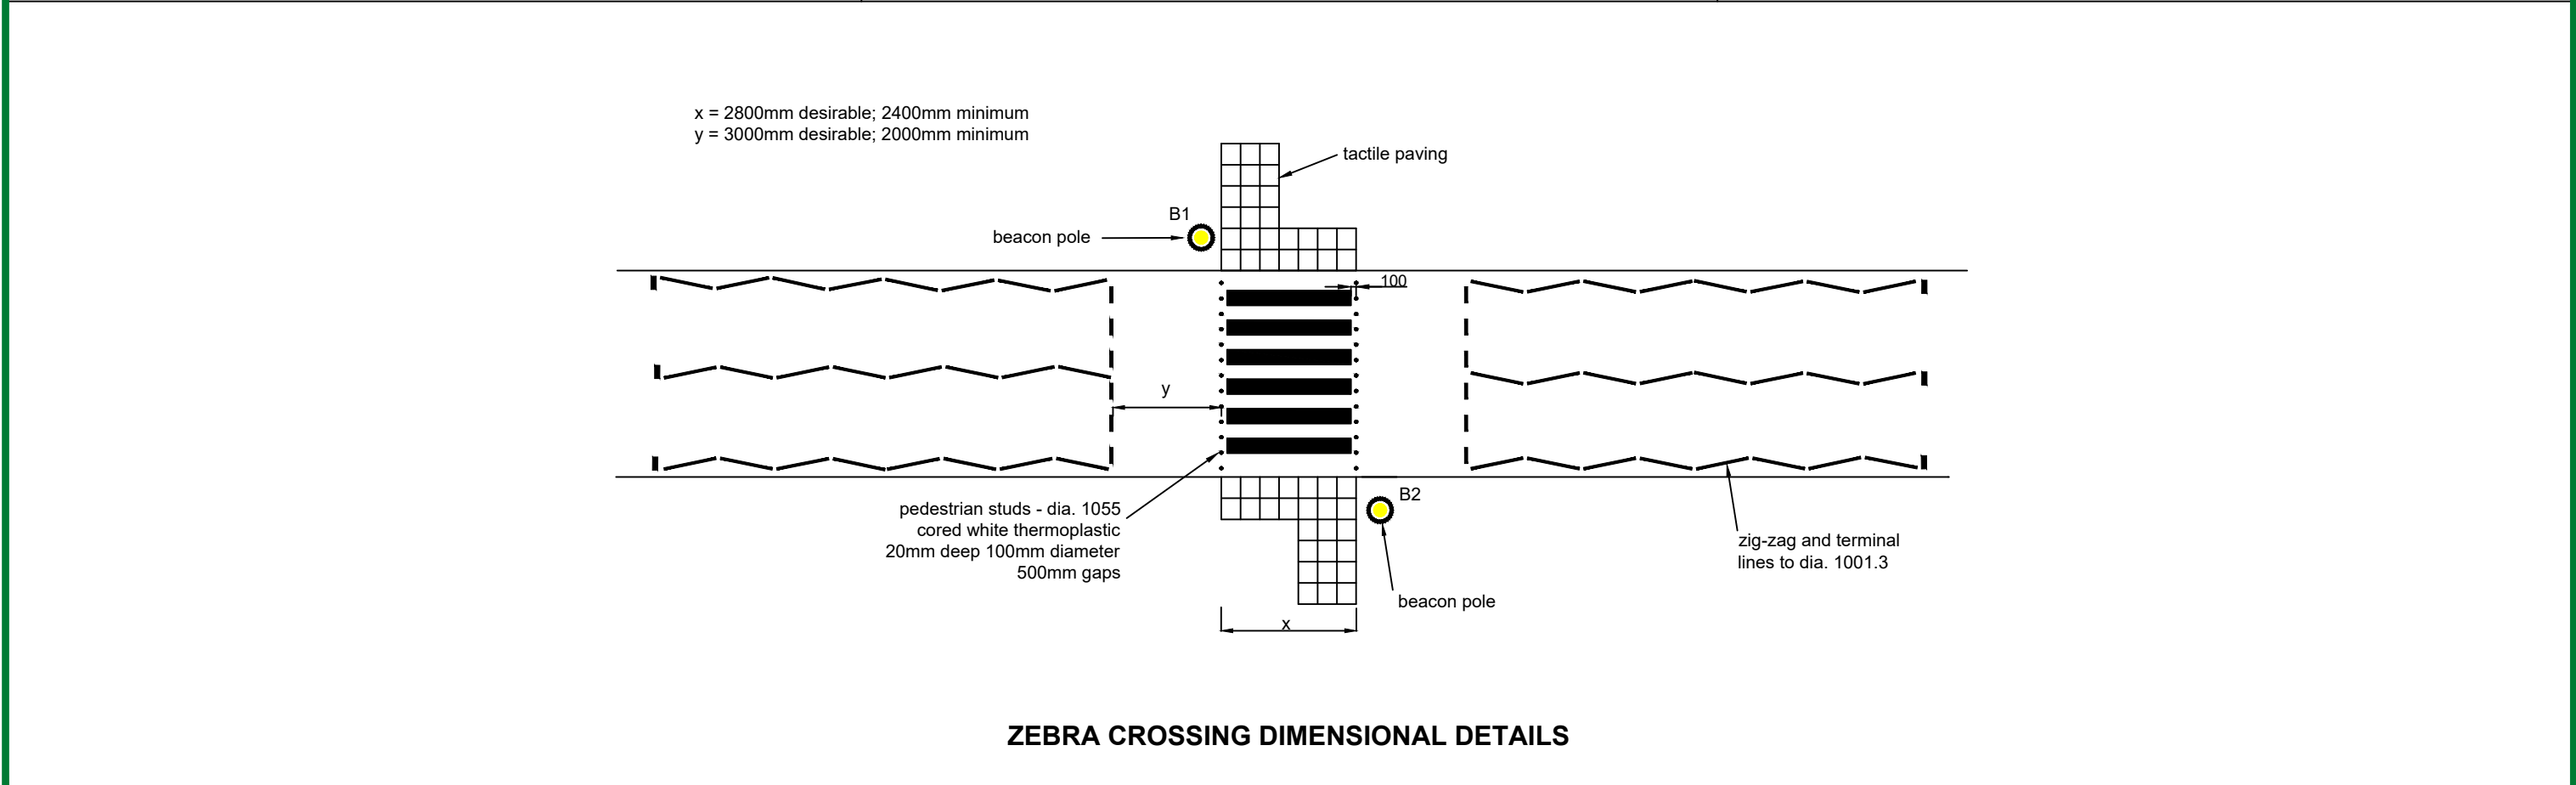 x = 2800mm desirable; 2400mm minimum
y = 3000mm desirable; 2000mm minimum
tactile paving
B1
beacon pole
100
y
B2
pedestrian studs - dia. 1055
cored white thermoplastic
20mm deep 100mm diameter
500mm gaps
zig-zag and terminal
lines to dia. 1001.3
beacon pole
x
ZEBRA CROSSING DIMENSIONAL DETAILS